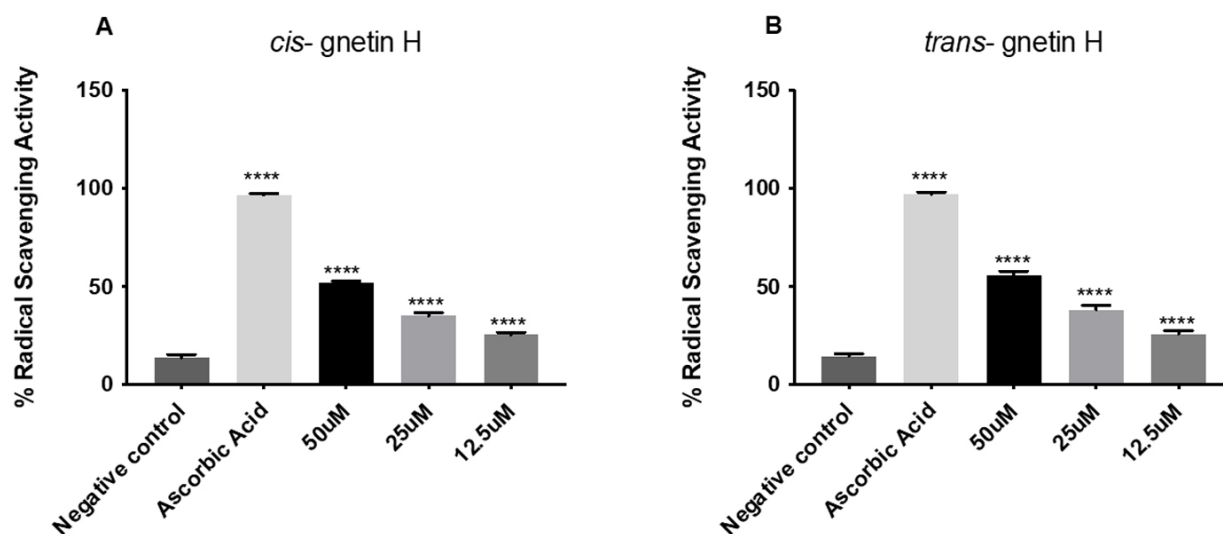 A
cis- gnetin H
% Radical Scavenging Activity
150
100
50
0
****
****
****
****
Negative control
Ascorbic Acid
50uM
25uM
12.5uM
B
trans- gnetin H
% Radical Scavenging Activity
150
100
50
0
****
****
****
****
Negative control
Ascorbic Acid
50uM
25uM
12.5uM